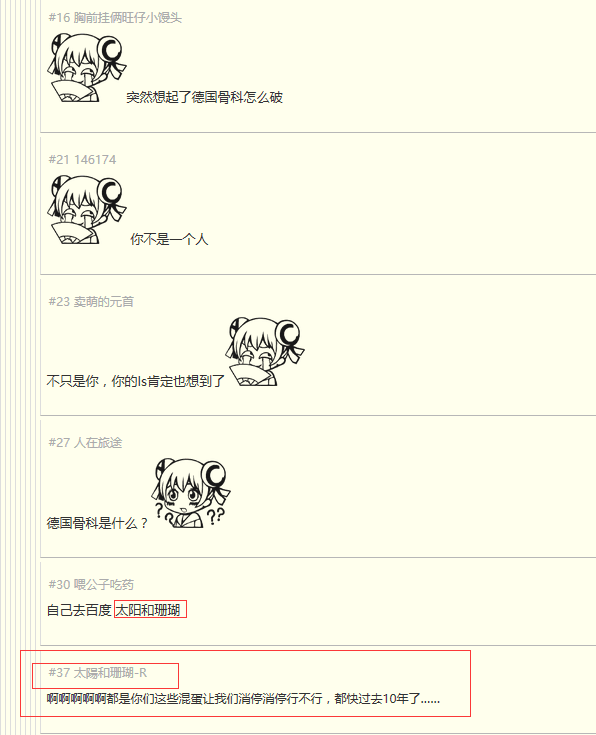 #16 胸前挂俩旺仔小馒头
突然想起了德国骨科怎么破
#21 146174
你不是一个人
#23 卖萌的元首
不只是你，你的ls肯定也想到了
#27 人在旅途
德国骨科是什么？
#30 喂公子吃药
自己去百度 太阳和珊瑚
#37 太陽和珊瑚-R
啊啊啊啊啊都是你们这些混蛋让我们消停消停行不行，都快过去10年了……